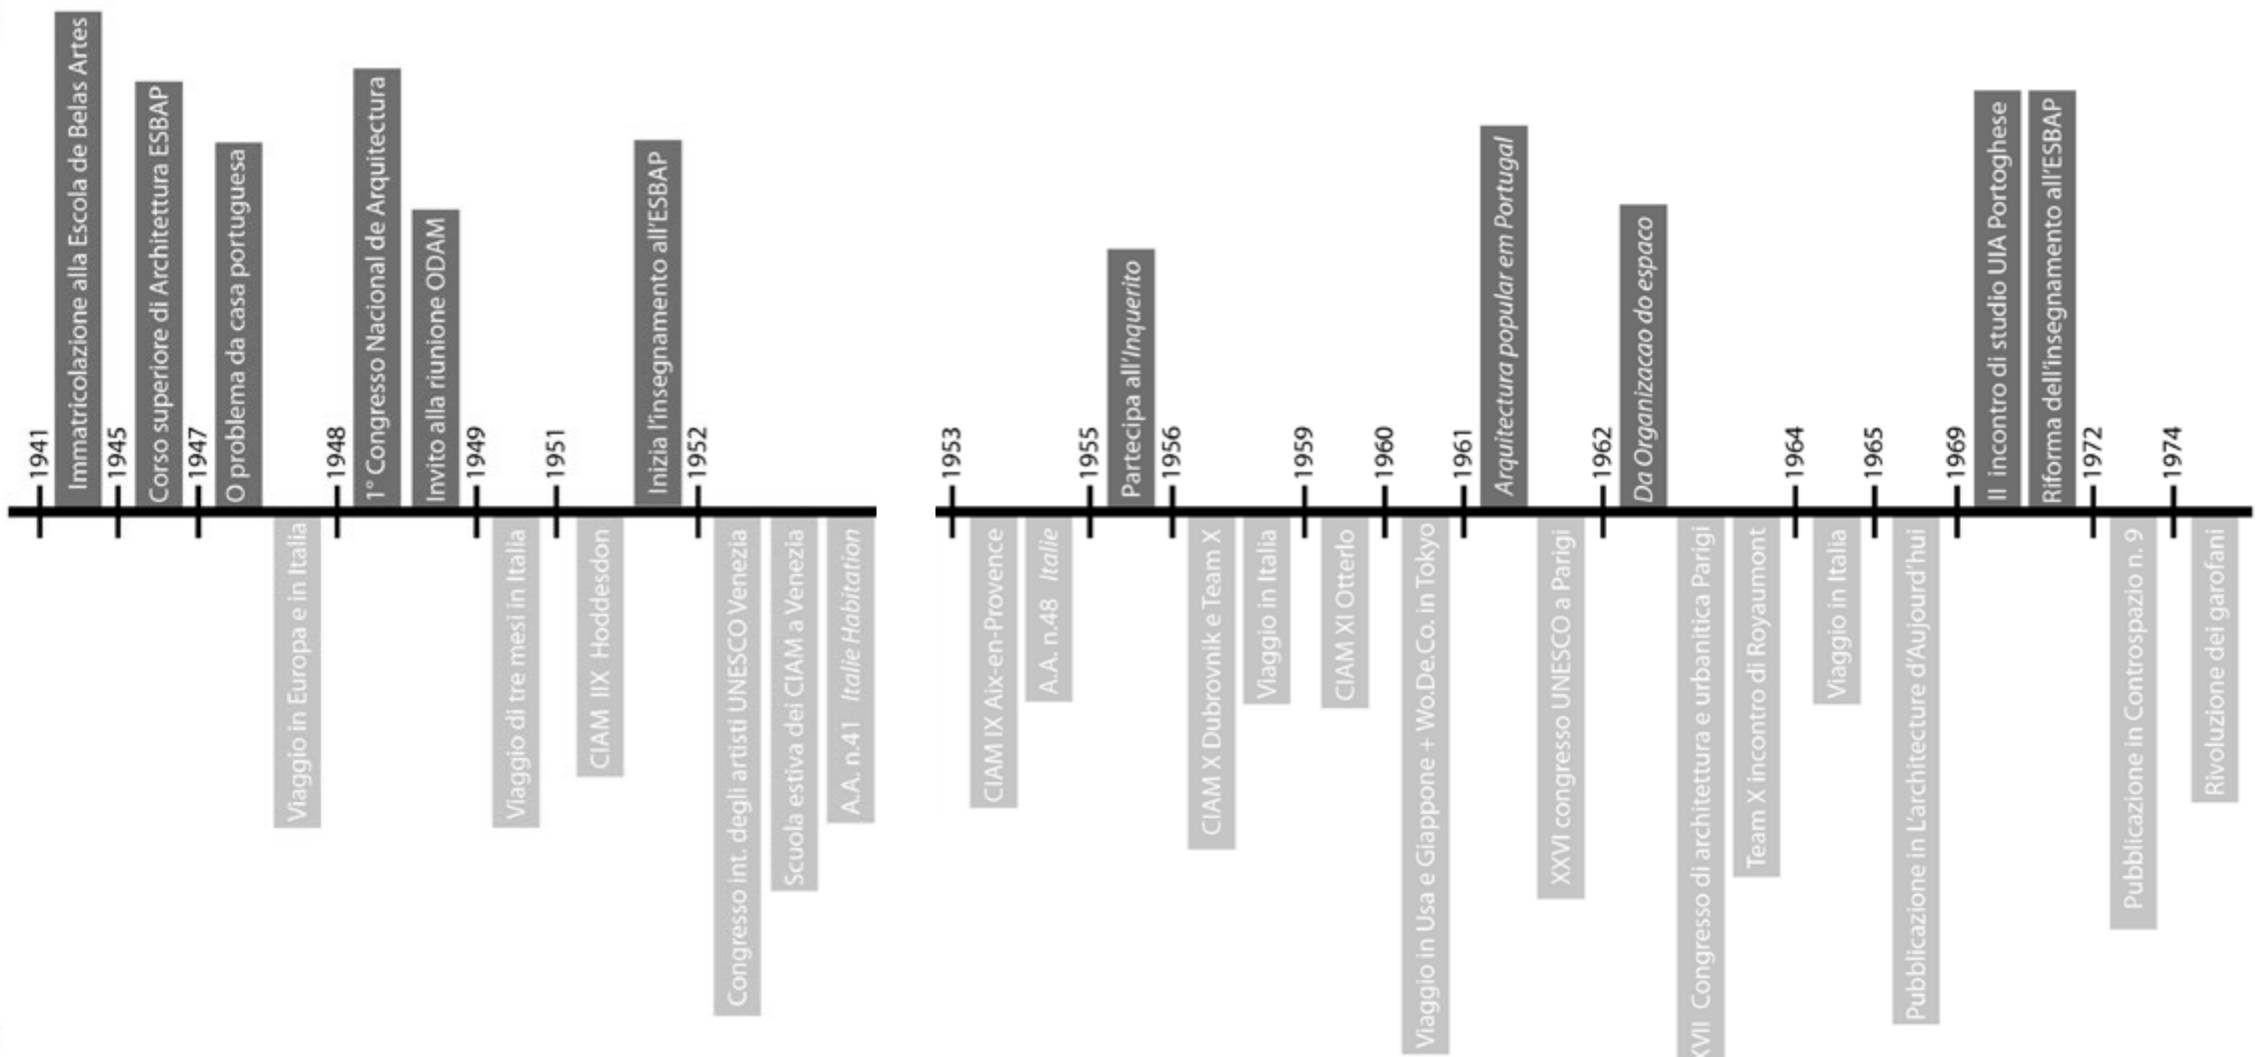 1941
Immatricolazione alla Escola de Belas Artes
1945
Corso superiore di Architettura ESBAP
1947
O problema da casa portuguesa
Viaggio in Europa e in Italia
1948
1° Congresso Nacional de Arquitectura
Invito alla riunione ODAM
1949
Viaggio di tre mesi in Italia
1951
CIAM IIX Hoddesdon
Inizia l'insegnamento all'ESBAP
1952
Congresso int. degli artisti UNESCO Venezia
Scuola estiva dei CIAM a Venezia
A.A. n.41 Italie Habitation
1953
CIAM IX Aix-en-Provence
A.A. n.48 Italie
1955
Partecipa all'Inquerito
1956
CIAM X Dubrovnik e Team X
Viaggio in Italia
1959
CIAM XI Otterlo
1960
Viaggio in Usa e Giappone + Wo.De.Co. in Tokyo
1961
Arquitectura popular em Portugal
XXVI congresso UNESCO a Parigi
1962
Da Organizacao do espaco
XVII Congresso di architettura e urbanitica Parigi
Team X incontro di Royaumont
1964
Viaggio in Italia
1965
Pubblicazione in L'architecture d'Aujourd'hui
1969
II incontro di studio UIA Portoghese
Riforma dell'insegnamento all'ESBAP
1972
Pubblicazione in Controspazio n. 9
1974
Rivoluzione dei garofani